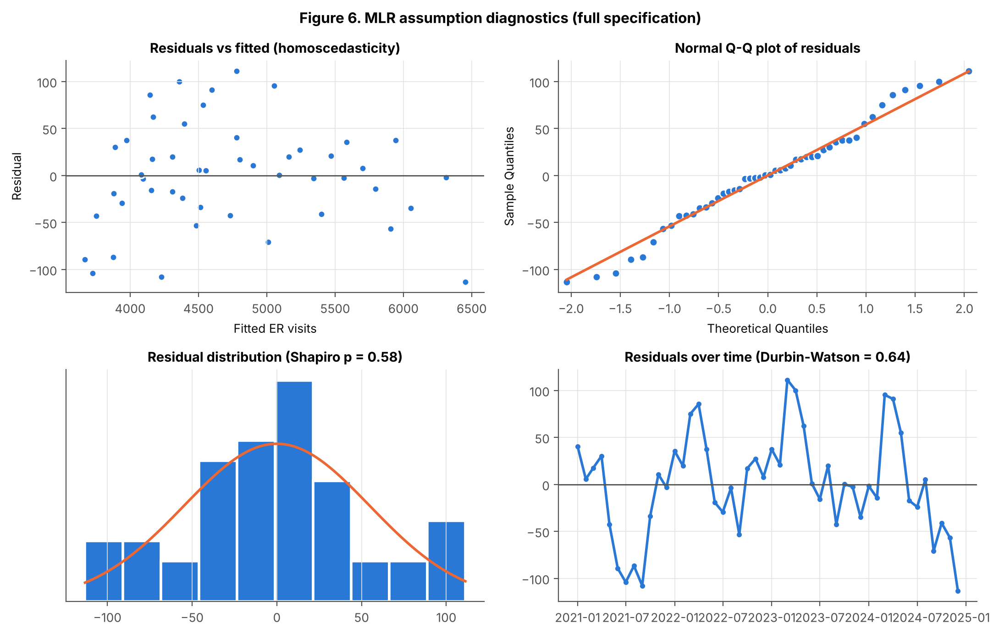 Figure 6. MLR assumption diagnostics (full specification)
Residuals vs fitted (homoscedasticity)
100
50
0
−50
−100
Residual
4000 4500 5000 5500 6000 6500
Fitted ER visits
Normal Q-Q plot of residuals
100
50
0
−50
−100
Sample Quantiles
−2.0 −1.5 −1.0 −0.5 0.0 0.5 1.0 1.5 2.0
Theoretical Quantiles
Residual distribution (Shapiro p = 0.58)
−100 −50 0 50 100
Residuals over time (Durbin-Watson = 0.64)
100
50
0
−50
−100
2021-01 2021-07 2022-01 2022-07 2023-01 2023-07 2024-01 2024-07 2025-01